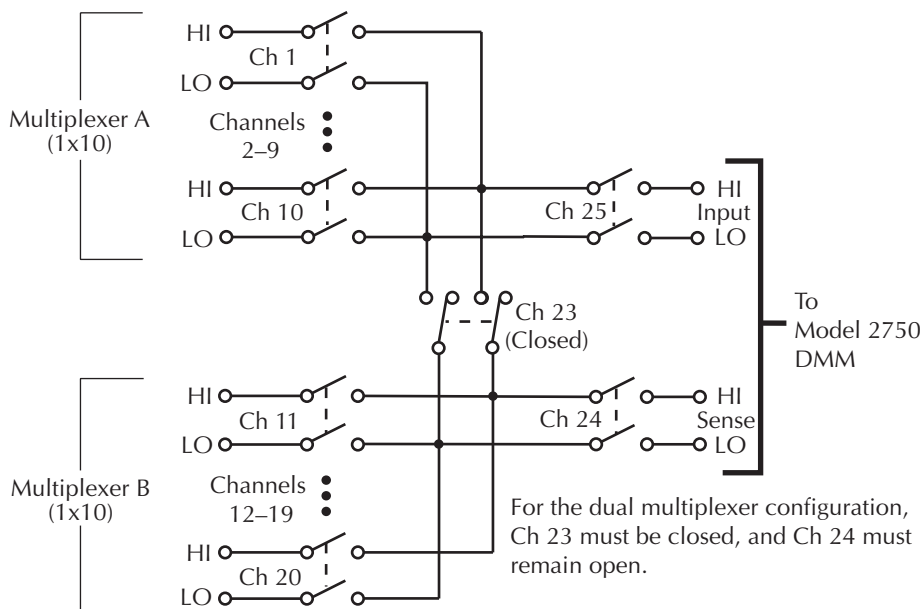 HI
Ch 1
LO
Multiplexer A
(1x10)
Channels
2–9
HI
Ch 10
LO
Ch 25
HI
Input
LO
Ch 23
(Closed)
To
Model 2750
DMM
HI
Ch 11
LO
Ch 24
HI
Sense
LO
Multiplexer B
(1x10)
Channels
12–19
HI
Ch 20
LO
For the dual multiplexer configuration,
Ch 23 must be closed, and Ch 24 must
remain open.